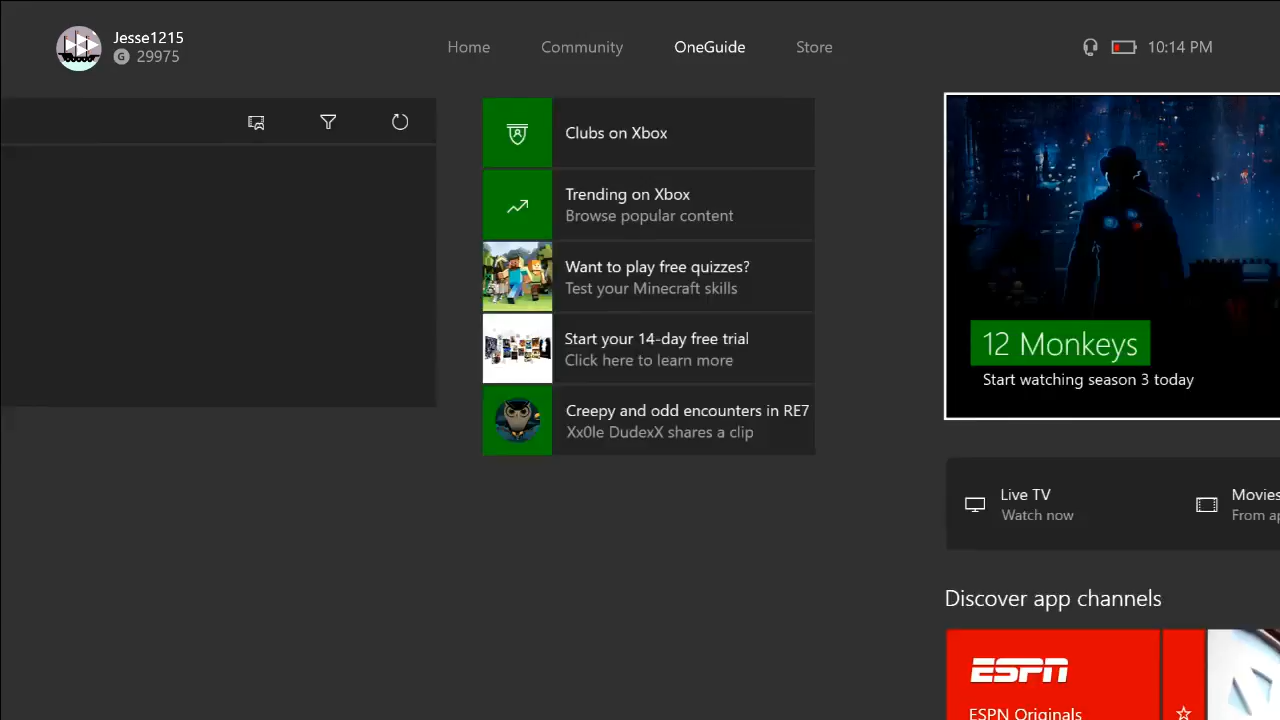 Jesse1215
G 29975
Home
Community
OneGuide
Store
10:14 PM
Clubs on Xbox
Trending on Xbox
Browse popular content
Want to play free quizzes?
Test your Minecraft skills
Start your 14-day free trial
Click here to learn more
Creepy and odd encounters in RE7
Xx0le DudexX shares a clip
12 Monkeys
Start watching season 3 today
Live TV
Watch now
Movies
From ap
Discover app channels
ESPN
ESPN Originals